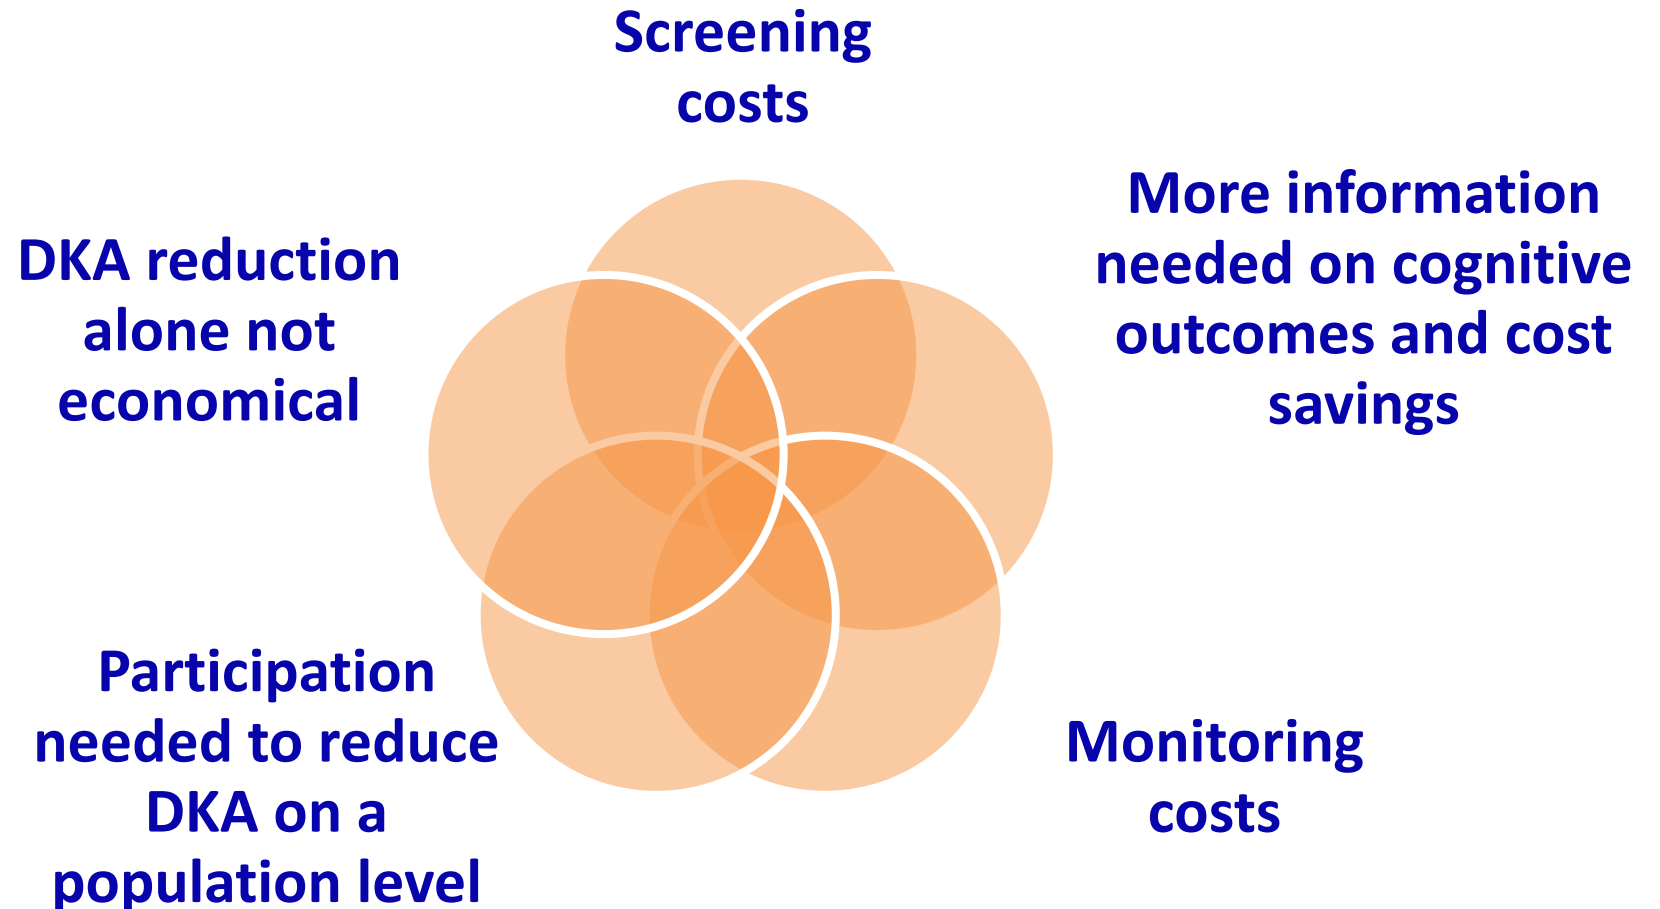 Screening
costs
More information
needed on cognitive
outcomes and cost
savings
Monitoring
costs
Participation
needed to reduce
DKA on a
population level
DKA reduction
alone not
economical